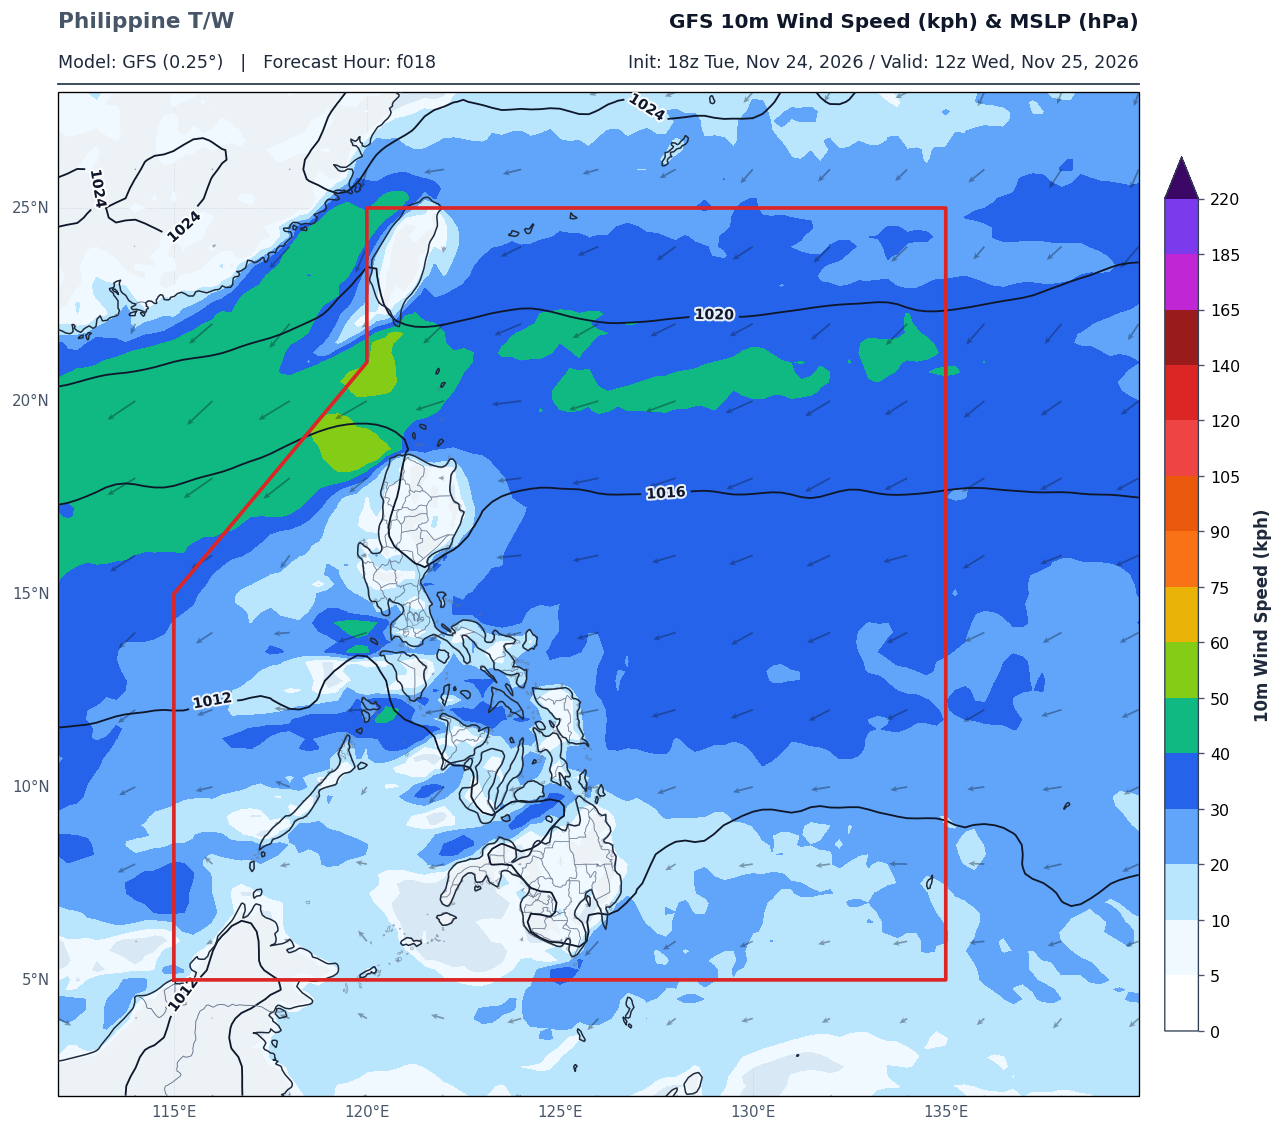 Philippine T/W
GFS 10m Wind Speed (kph) & MSLP (hPa)
Model: GFS (0.25°) | Forecast Hour: f018
Init: 18z Tue, Nov 24, 2026 / Valid: 12z Wed, Nov 25, 2026
1024
1024
1024
1020
1016
1012
1012
25°N
20°N
15°N
10°N
5°N
115°E
120°E
125°E
130°E
135°E
220
185
165
140
120
105
90
75
60
50
40
30
20
10
5
0
10m Wind Speed (kph)